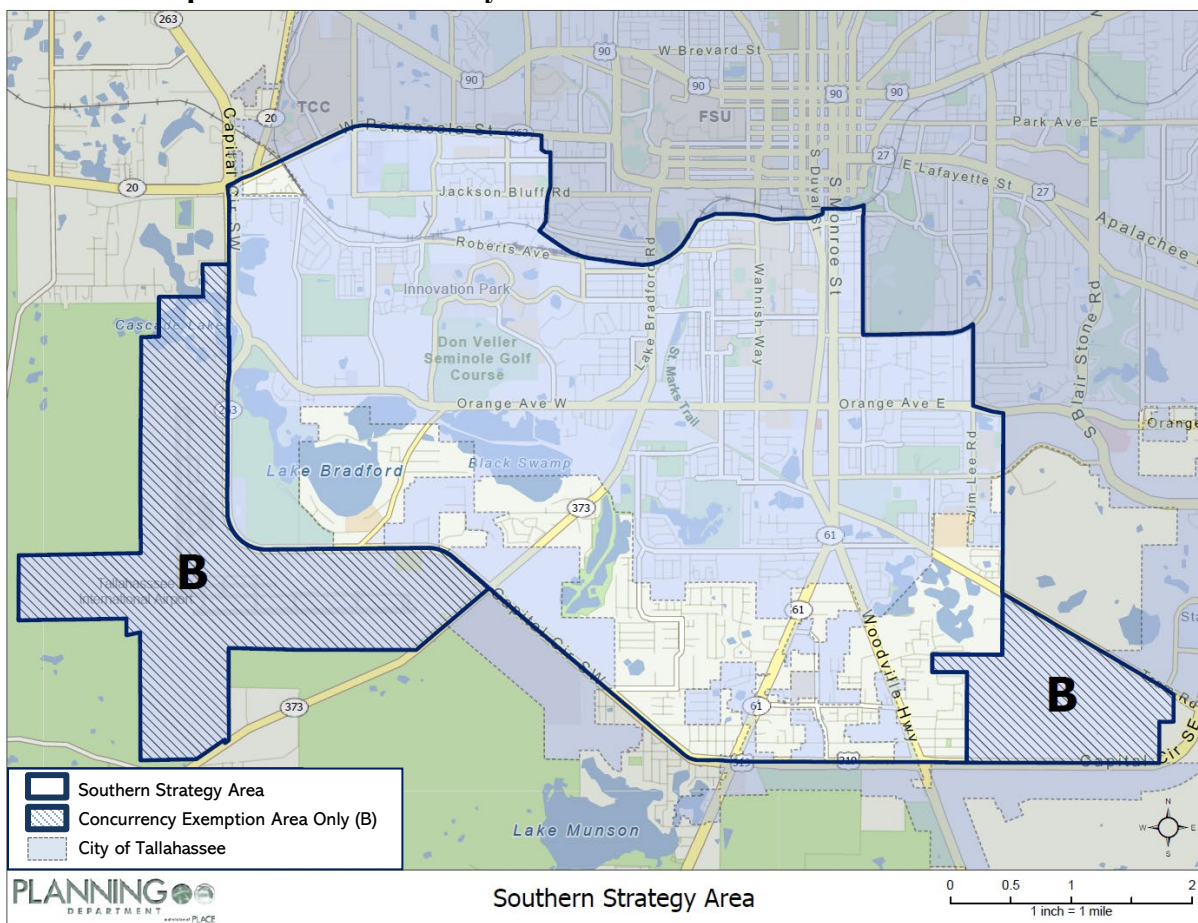 263
W Brevard St
90
90
90
90
90
TCC
FSU
20
W Pensacola St
263
Park Ave E
27
E Lafayette St
27
20
Capital Cir SW
Jackson Bluff Rd
S Duval St
S Monroe St
Apalachee
Roberts Ave
Lake Bradford Rd
Wahnish Way
Innovation Park
S Blair Stone Rd
Cascade Lake
Don Veller
Seminole Golf
Course
St. Marks Trail
263
Orange Ave W
Orange Ave E
Orange
Lake Bradford
Black Swamp
Jim Lee Rd
373
61
B
Tallahasssee
International Airport
Capital Cir SW
61
Woodville Hwy
B
373
61
319
319
Capital Cir SE
Lake Munson
Southern Strategy Area
Concurrency Exemption Area Only (B)
City of Tallahassee
N
W
E
S
PLANNING
DEPARTMENT
Southern Strategy Area
0 0.5 1 2
1 inch = 1 mile